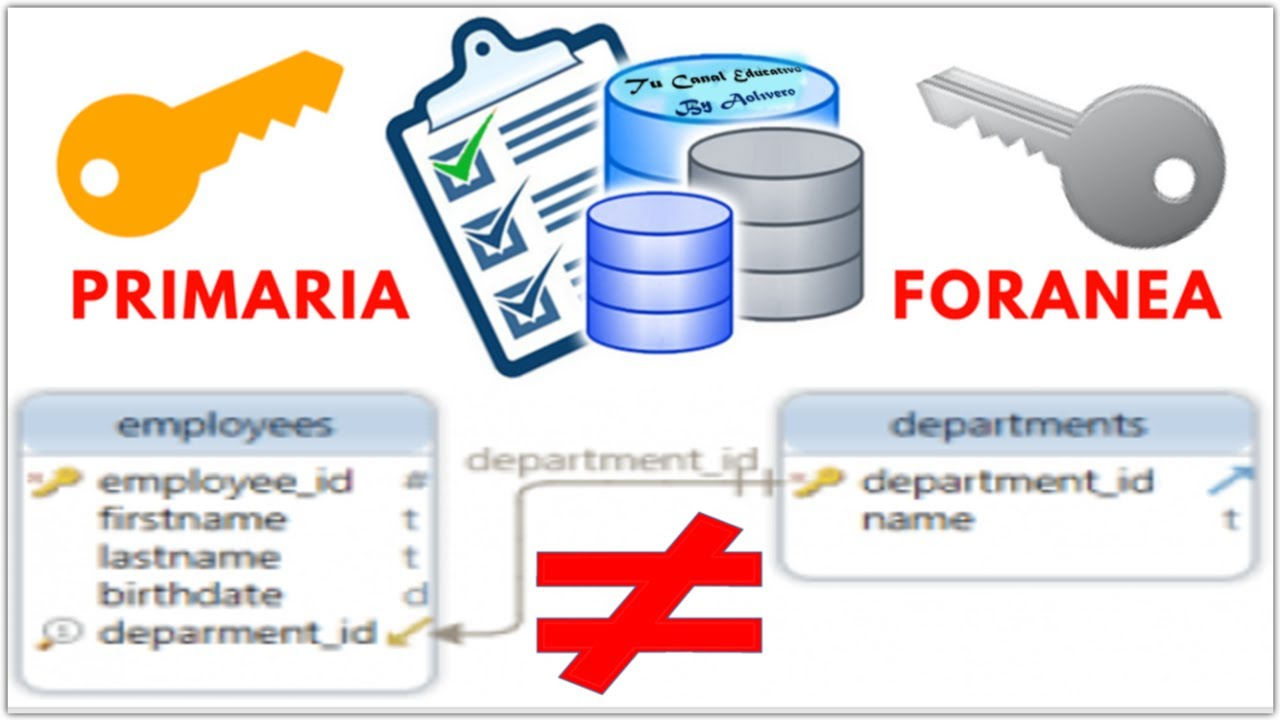 Tu Canal Educativo
By Aolivero
PRIMARIA
FORANEA
employees
employee_id #
firstname t
lastname t
birthdate d
deparment_id
department_id
departments
department_id
name t